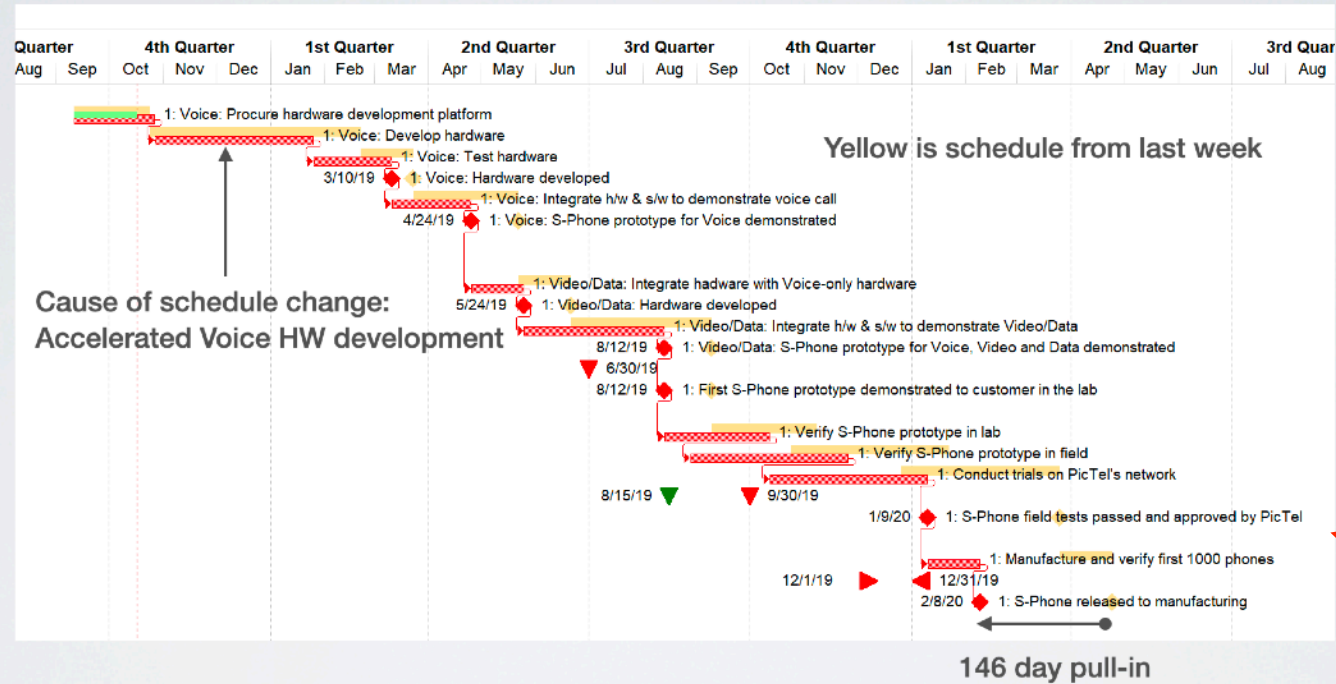 Quarter 4th Quarter 1st Quarter 2nd Quarter 3rd Quarter 4th Quarter 1st Quarter 2nd Quarter 3rd Quar
Aug Sep Oct Nov Dec Jan Feb Mar Apr May Jun Jul Aug Sep Oct Nov Dec Jan Feb Mar Apr May Jun Jul Aug
1: Voice: Procure hardware development platform
1: Voice: Develop hardware
Yellow is schedule from last week
1: Voice: Test hardware
3/10/19 1: Voice: Hardware developed
1: Voice: Integrate h/w & s/w to demonstrate voice call
4/24/19 1: Voice: S-Phone prototype for Voice demonstrated
Cause of schedule change:
Accelerated Voice HW development
1: Video/Data: Integrate hadware with Voice-only hardware
5/24/19 1: Video/Data: Hardware developed
1: Video/Data: Integrate h/w & s/w to demonstrate Video/Data
8/12/19 1: Video/Data: S-Phone prototype for Voice, Video and Data demonstrated
6/30/19
8/12/19 1: First S-Phone prototype demonstrated to customer in the lab
1: Verify S-Phone prototype in lab
1: Verify S-Phone prototype in field
1: Conduct trials on PicTel's network
8/15/19 9/30/19
1/9/20 1: S-Phone field tests passed and approved by PicTel
1: Manufacture and verify first 1000 phones
12/1/19 12/31/19
2/8/20 1: S-Phone released to manufacturing
146 day pull-in